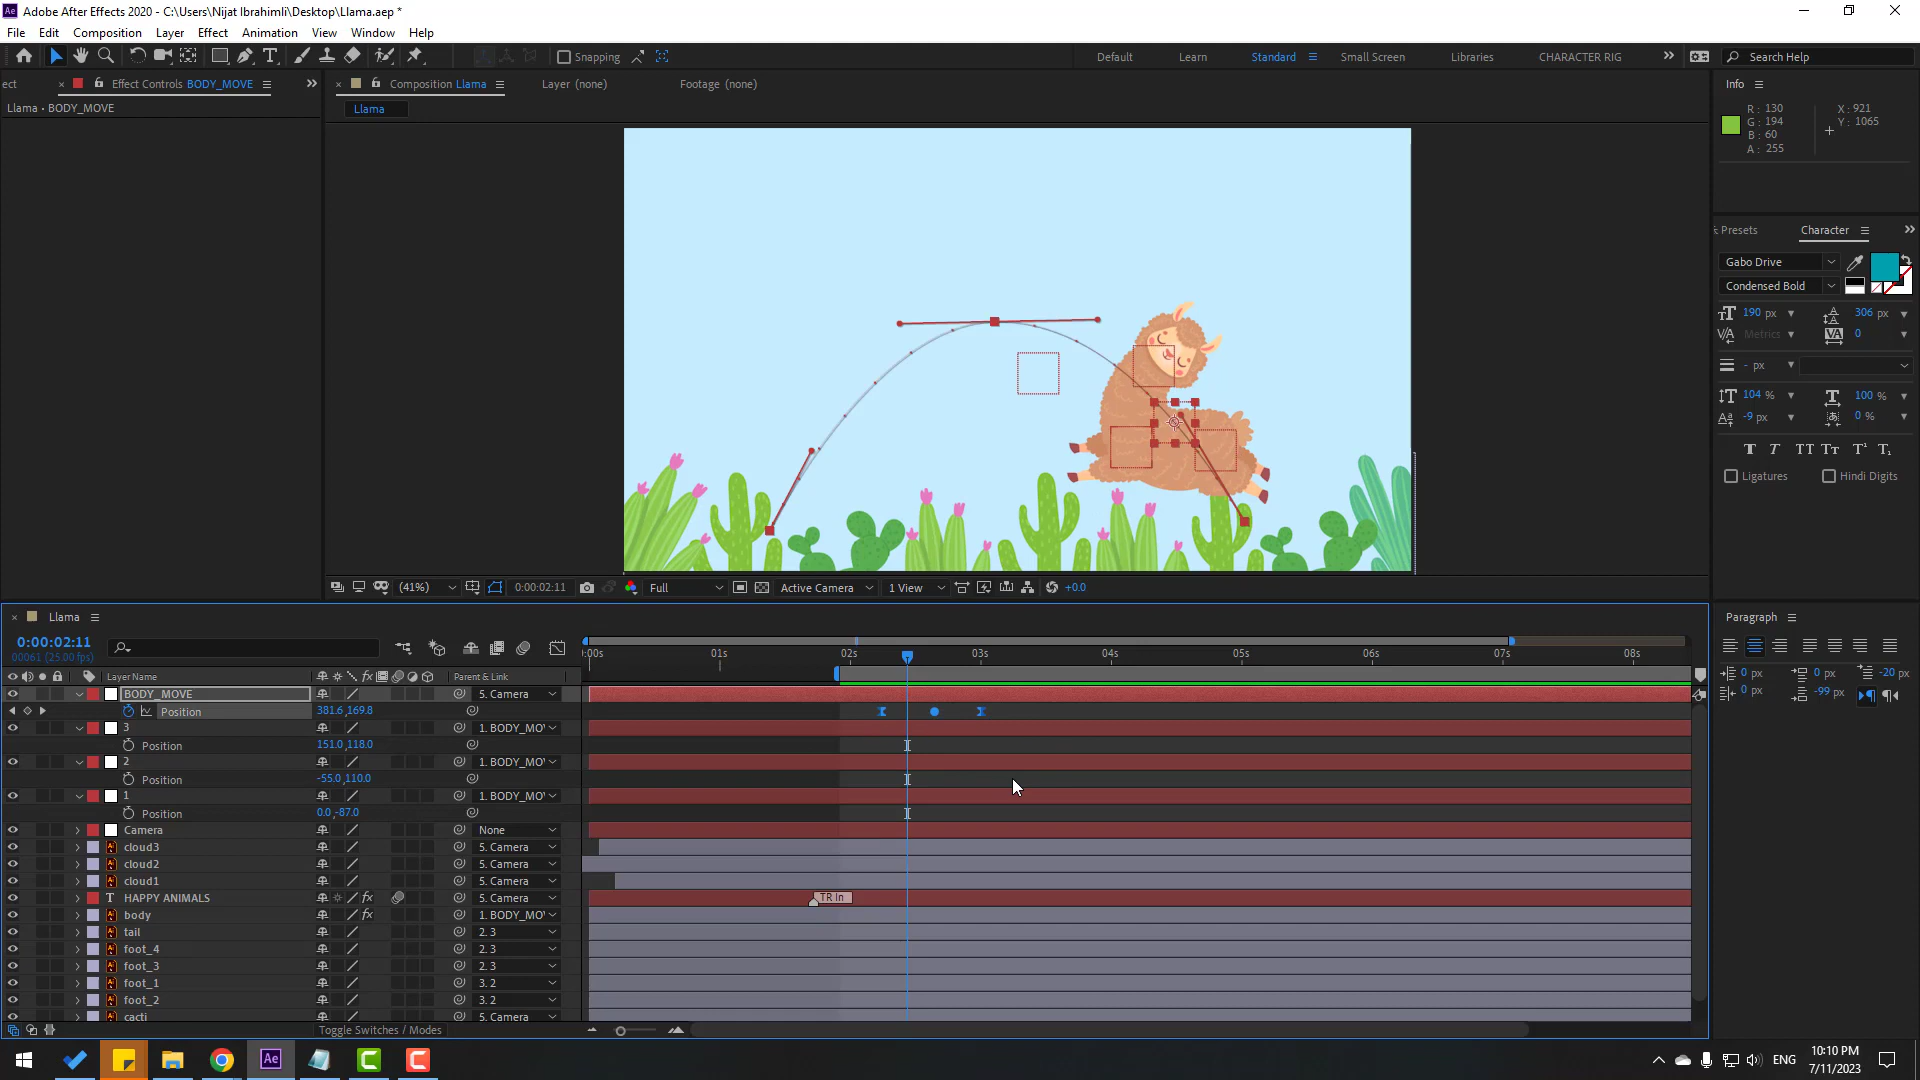 Adobe After Effects 2020 - C:\Users\Nijat Ibrahimli\Desktop\Llama.aep *
File Edit Composition Layer Effect Animation View Window Help
Snapping Default Learn Standard Small Screen Libraries CHARACTER RIG Search Help
ect Effect Controls BODY_MOVE Composition Llama Layer (none) Footage (none) Info
Llama • BODY_MOVE
Llama
R : 130
G : 194
B : 60
A : 255
X : 921
Y : 1065
Presets Character
Gabo Drive
Condensed Bold
190 px 306 px
Metrics 0
- px
104 % 100 %
-9 px 0 %
Ligatures Hindi Digits
(41%) 0:00:02:11 Full Active Camera 1 View +0.0
Llama
0:00:02:11
00061 (25.00 fps)
:00s 01s 02s 03s 04s 05s 06s 07s 08s
Layer Name Parent & Link
BODY_MOVE 5. Camera
Position 381.6,169.8
3 1. BODY_MO
Position 151.0,118.0
2 1. BODY_MO
Position -55.0,110.0
1 1. BODY_MO
Position 0.0,-87.0
Camera None
cloud3 5. Camera
cloud2 5. Camera
cloud1 5. Camera
HAPPY ANIMALS 5. Camera TR In
body 1. BODY_MO
tail 2. 3
foot_4 2. 3
foot_3 2. 3
foot_1 3. 2
foot_2 3. 2
cacti 5. Camera
Toggle Switches / Modes
Paragraph
0 px 0 px -20 px
0 px -99 px
ENG
10:10 PM
7/11/2023